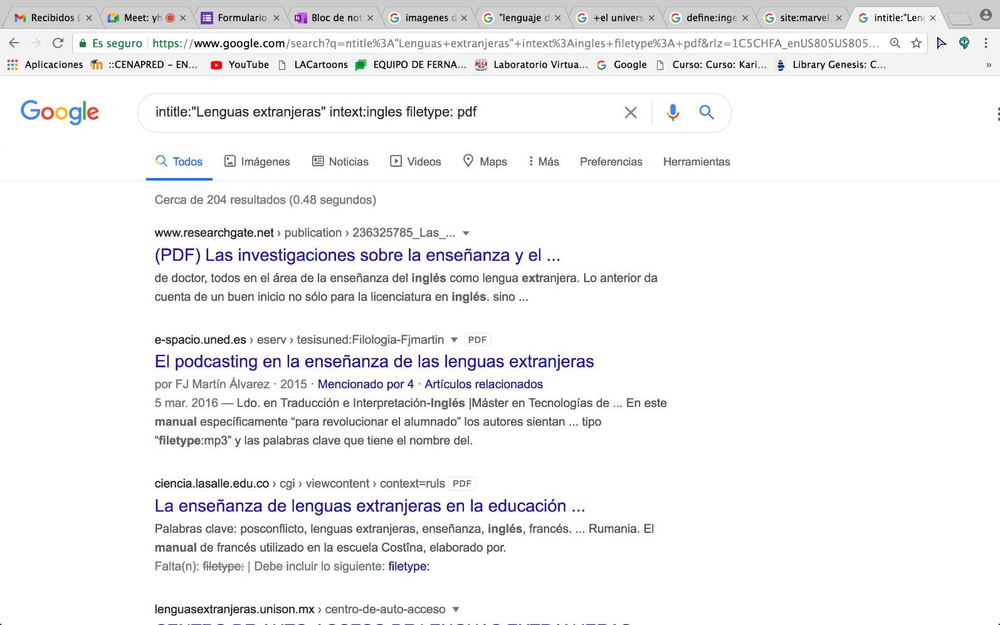 Recibidos (
Meet: yh
Formulario
Bloc de not
imagenes d
"lenguaje d
+el univers
define:inge
site:marvel.
intitle:"Leng
Es seguro
https://www.google.com/search?q=ntitle%3A"Lenguas+extranjeras"+intext%3Aingles+filetype%3A+pdf&rlz=1C5CHFA_enUS805US805...
Aplicaciones
::CENAPRED – EN...
YouTube
LACartoons
EQUIPO DE FERNA...
Laboratorio Virtua...
Google
Curso: Curso: Kari...
Library Genesis: C...
»
Google
intitle:"Lenguas extranjeras" intext:ingles filetype: pdf
Todos
Imágenes
Noticias
Videos
Maps
Más
Preferencias
Herramientas
Cerca de 204 resultados (0.48 segundos)
www.researchgate.net › publication › 236325785_Las_...
(PDF) Las investigaciones sobre la enseñanza y el ...
de doctor, todos en el área de la enseñanza del inglés como lengua extranjera. Lo anterior da
cuenta de un buen inicio no sólo para la licenciatura en inglés. sino ...
e-spacio.uned.es › eserv › tesisuned:Filologia-Fjmartin PDF
El podcasting en la enseñanza de las lenguas extranjeras
por FJ Martín Álvarez · 2015 · Mencionado por 4 · Artículos relacionados
5 mar. 2016 — Ldo. en Traducción e Interpretación-Inglés |Máster en Tecnologías de ... En este
manual específicamente “para revolucionar el alumnado” los autores sientan ... tipo
“filetype:mp3” y las palabras clave que tiene el nombre del.
ciencia.lasalle.edu.co › cgi › viewcontent › context=ruls PDF
La enseñanza de lenguas extranjeras en la educación ...
Palabras clave: posconflicto, lenguas extranjeras, enseñanza, inglés, francés. ... Rumania. El
manual de francés utilizado en la escuela Costîna, elaborado por.
Falta(n): filetype: | Debe incluir lo siguiente: filetype:
lenguasextranjeras.unison.mx › centro-de-auto-acceso
CENTRO DE AUTO ACCESO DE LENGUAS EXTRANJERAS